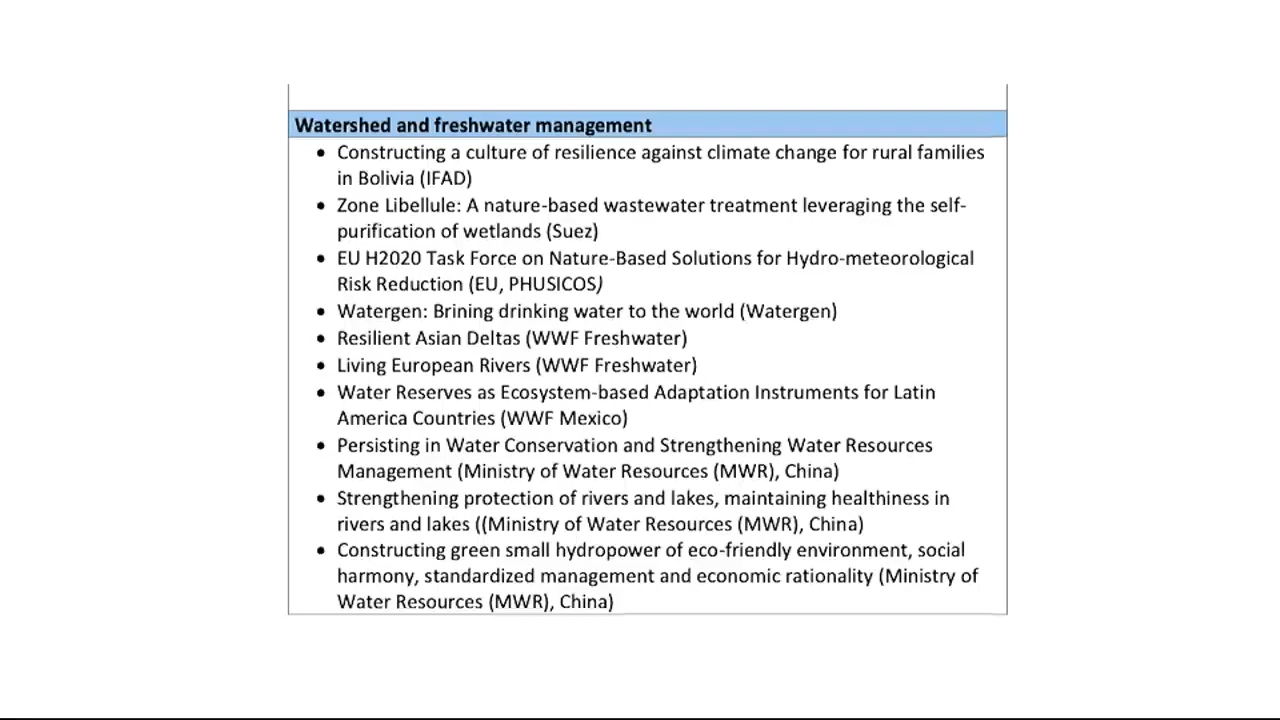 Watershed and freshwater management
• Constructing a culture of resilience against climate change for rural families
in Bolivia (IFAD)
• Zone Libellule: A nature-based wastewater treatment leveraging the self-
purification of wetlands (Suez)
• EU H2020 Task Force on Nature-Based Solutions for Hydro-meteorological
Risk Reduction (EU, PHUSICOS)
• Watergen: Brining drinking water to the world (Watergen)
• Resilient Asian Deltas (WWF Freshwater)
• Living European Rivers (WWF Freshwater)
• Water Reserves as Ecosystem-based Adaptation Instruments for Latin
America Countries (WWF Mexico)
• Persisting in Water Conservation and Strengthening Water Resources
Management (Ministry of Water Resources (MWR), China)
• Strengthening protection of rivers and lakes, maintaining healthiness in
rivers and lakes ((Ministry of Water Resources (MWR), China)
• Constructing green small hydropower of eco-friendly environment, social
harmony, standardized management and economic rationality (Ministry of
Water Resources (MWR), China)